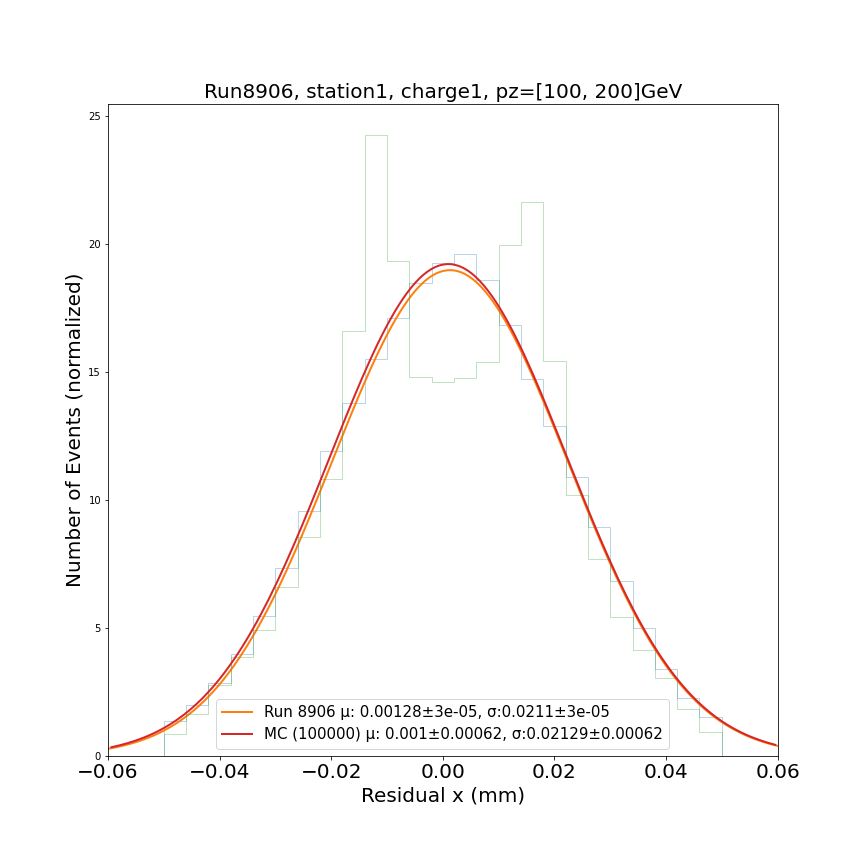 Run8906, station1, charge1, pz=[100, 200]GeV
25
20
15
10
5
0
Number of Events (normalized)
Run 8906 μ: 0.00128±3e-05, σ:0.0211±3e-05
MC (100000) μ: 0.001±0.00062, σ:0.02129±0.00062
−0.06 −0.04 −0.02 0.00 0.02 0.04 0.06
Residual x (mm)